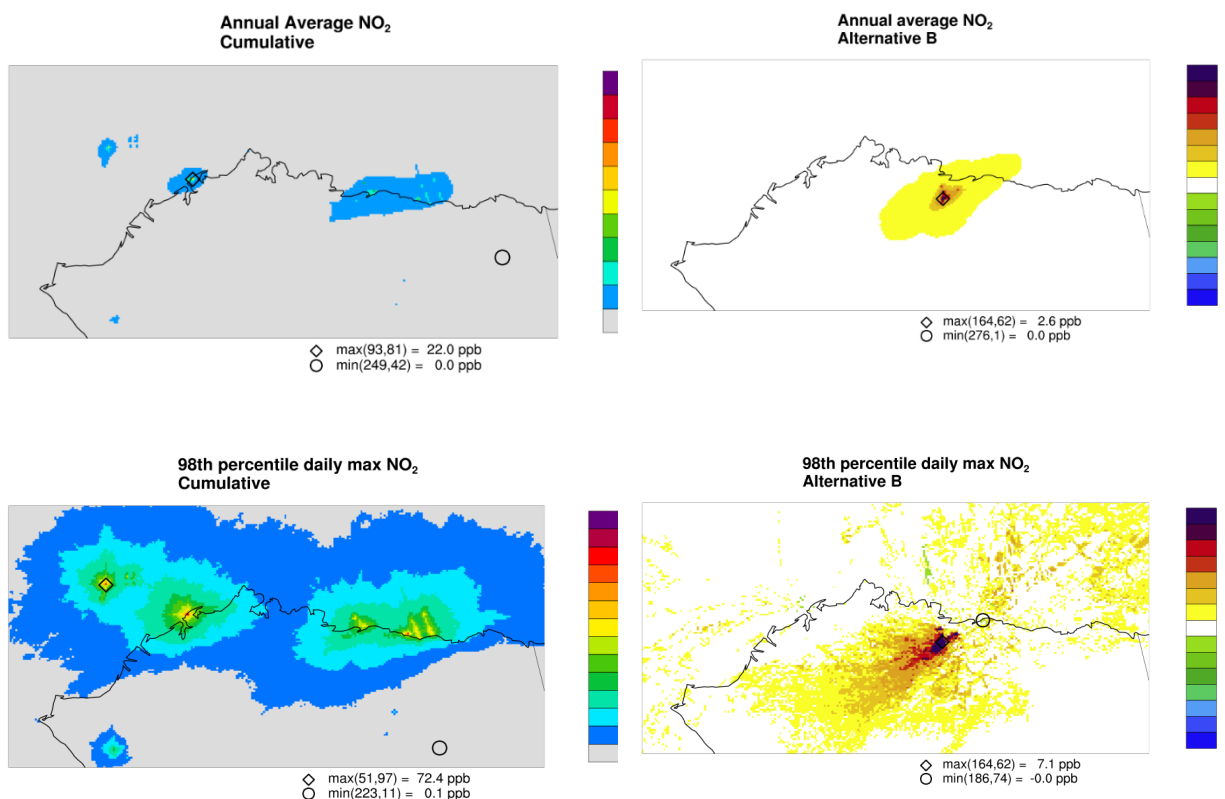 Annual Average NO₂
Cumulative
max(93,81) = 22.0 ppb
min(249,42) = 0.0 ppb
Annual average NO₂
Alternative B
max(164,62) = 2.6 ppb
min(276,1) = 0.0 ppb
98th percentile daily max NO₂
Cumulative
max(51,97) = 72.4 ppb
min(223,11) = 0.1 ppb
98th percentile daily max NO₂
Alternative B
max(164,62) = 7.1 ppb
min(186,74) = -0.0 ppb